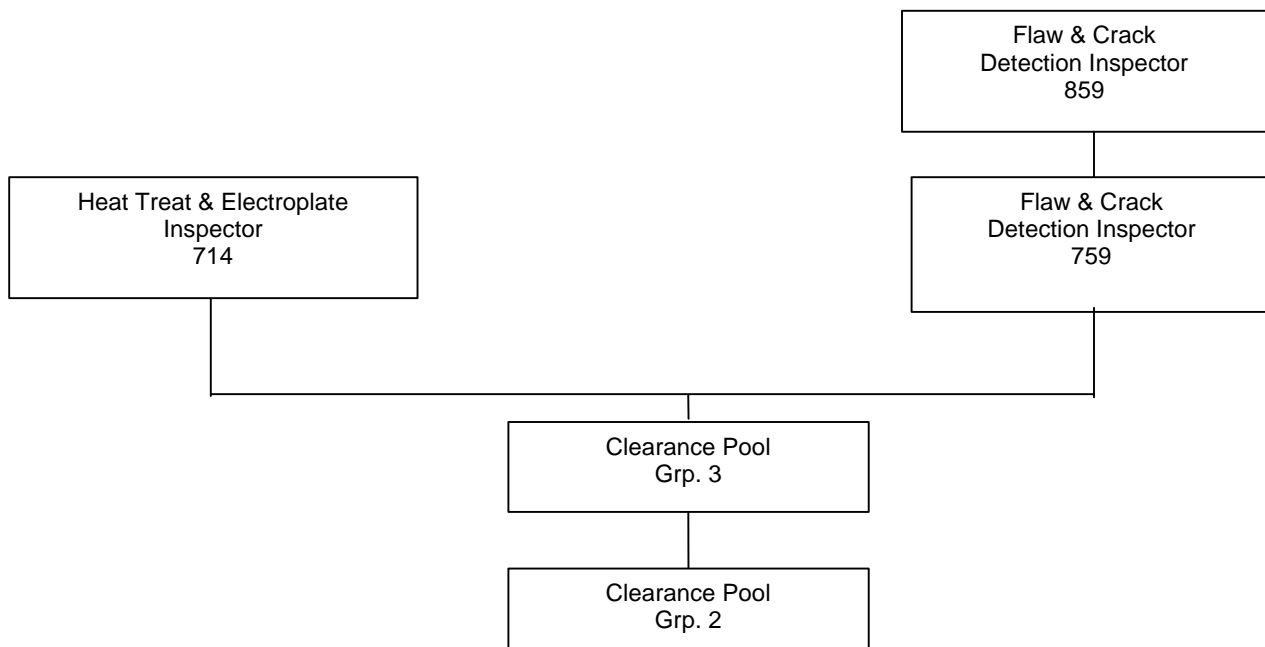 Flaw & Crack
Detection Inspector
859
Heat Treat & Electroplate
Inspector
714
Flaw & Crack
Detection Inspector
759
Clearance Pool
Grp. 3
Clearance Pool
Grp. 2